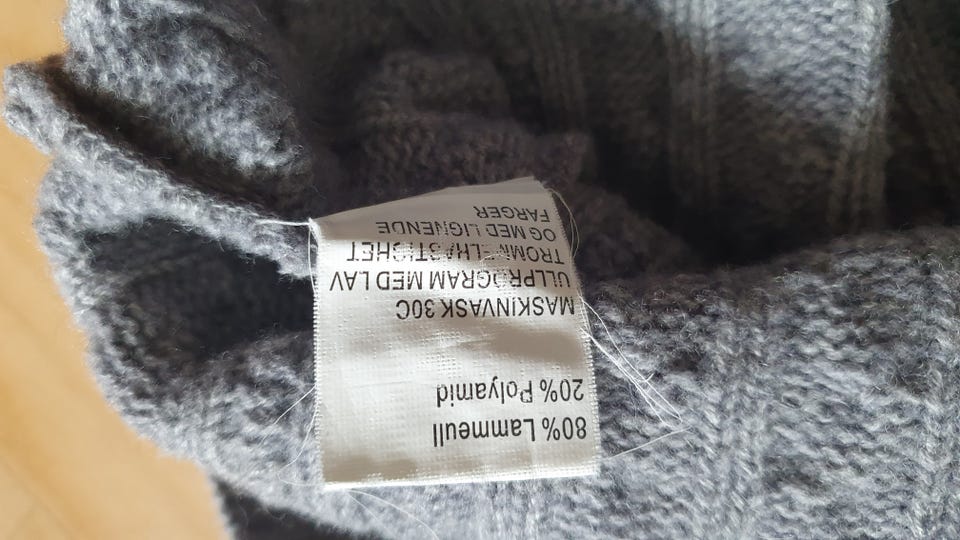 80% Lammeull
20% Polyamid
MASKINVASK 30C
ULLPROGRAM MED LAV
TROMMELHASTIGHET
OG MED LIGNENDE
FARGER